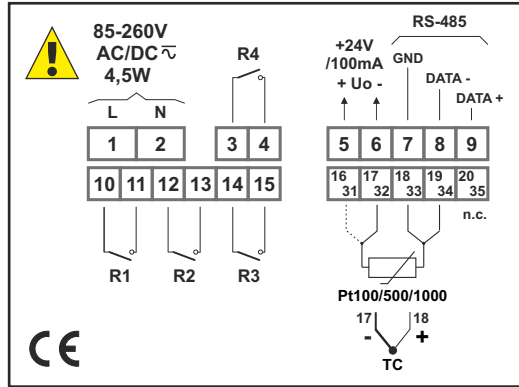 85-260V
AC/DC
4,5W
L N
R4
+24V
/100mA
+ Uo -
RS-485
GND
DATA -
DATA +
1 2 3 4
10 11 12 13 14 15
R1 R2 R3
5 6 7 8 9
16 17 18 19 20
31 32 33 34 35
n.c.
Pt100/500/1000
17 18
- +
TC
CE